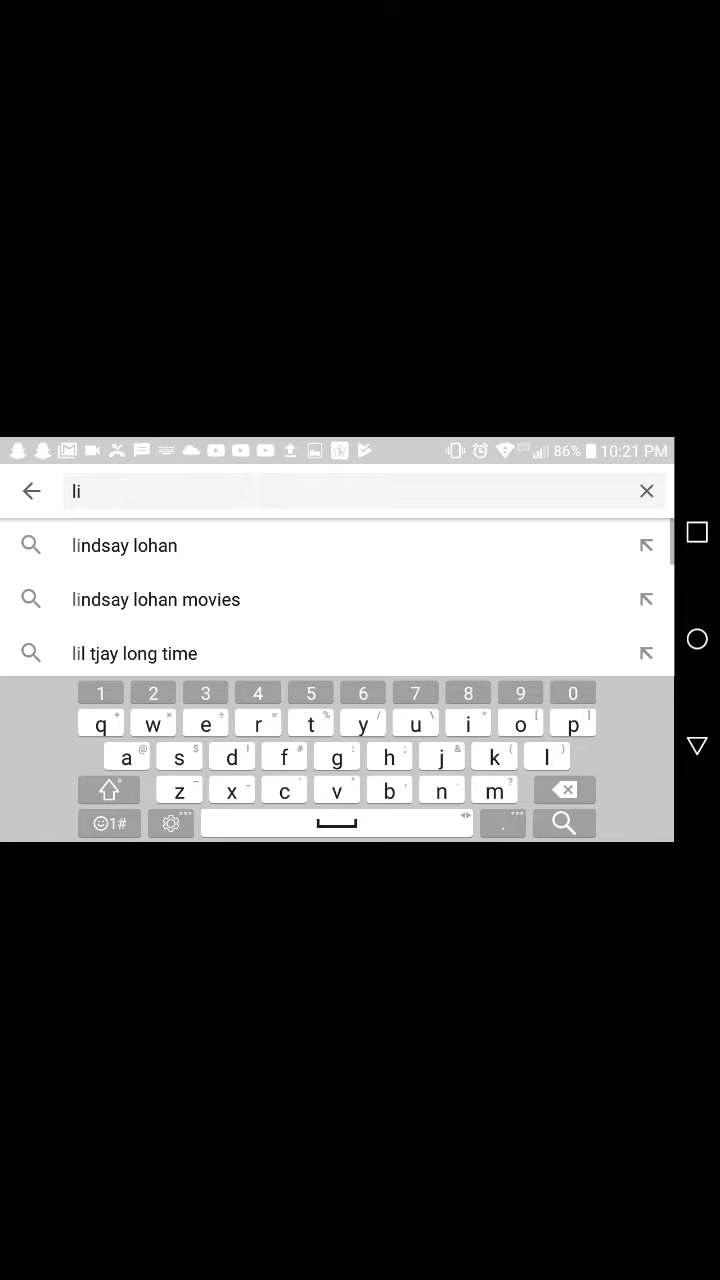 86% 10:21 PM
li
lindsay lohan
lindsay lohan movies
lil tjay long time
1 2 3 4 5 6 7 8 9 0
q w e r t y u i o p
a s d f g h j k l
z x c v b n m
1# .